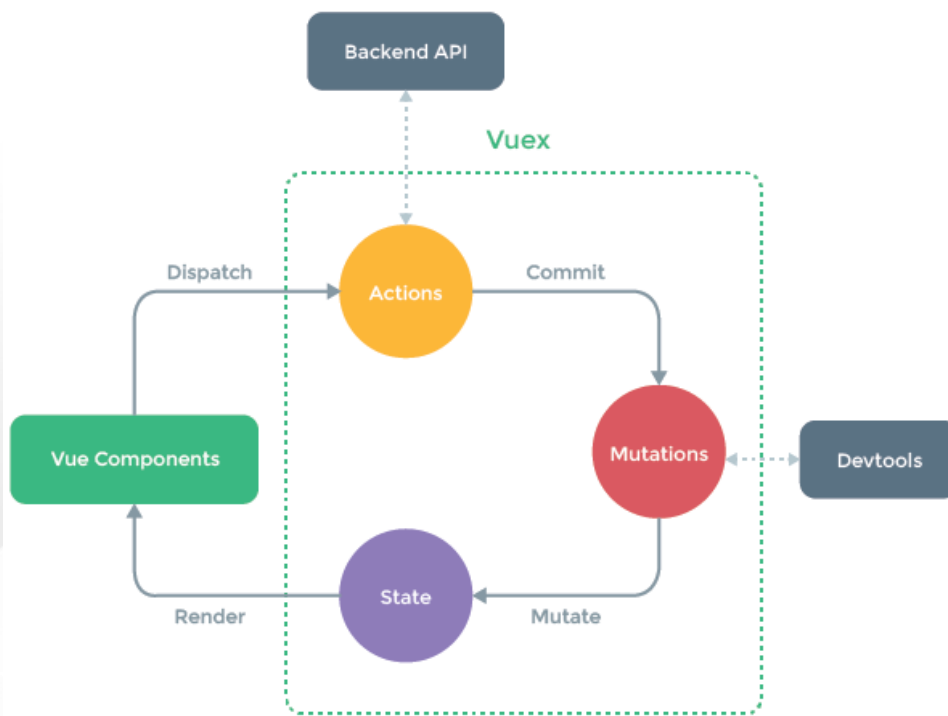 Backend API
Vuex
Dispatch
Actions
Commit
Vue Components
Mutations
Devtools
State
Render
Mutate